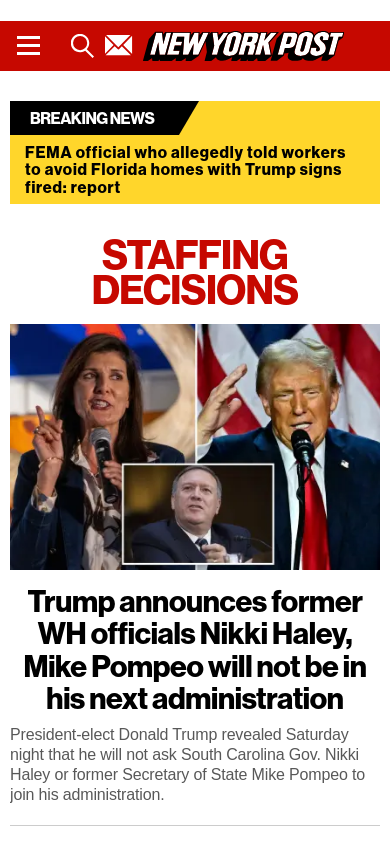 NEW YORK POST
BREAKING NEWS
FEMA official who allegedly told workers
to avoid Florida homes with Trump signs
fired: report
STAFFING
DECISIONS
Trump announces former
WH officials Nikki Haley,
Mike Pompeo will not be in
his next administration
President-elect Donald Trump revealed Saturday
night that he will not ask South Carolina Gov. Nikki
Haley or former Secretary of State Mike Pompeo to
join his administration.